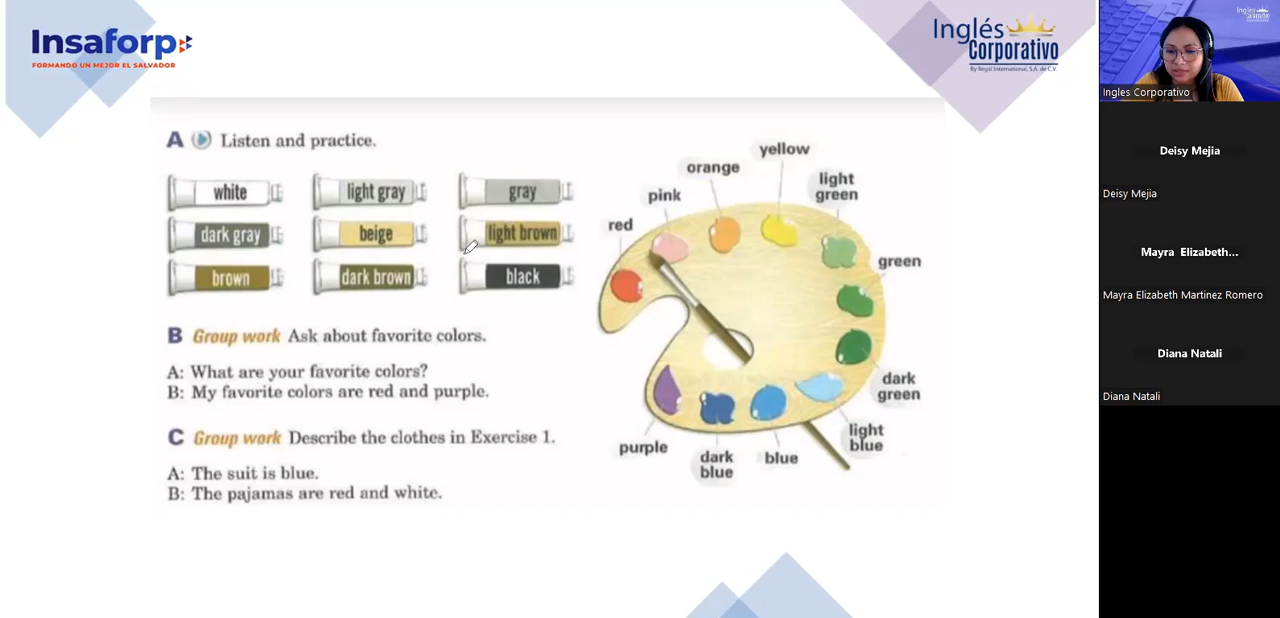 Insaforp
FORMANDO UN MEJOR EL SALVADOR
Inglés
Corporativo
By Regal International, S.A. de C.V.
A Listen and practice.
white light gray gray
dark gray beige light brown
brown dark brown black
B Group work Ask about favorite colors.
A: What are your favorite colors?
B: My favorite colors are red and purple.
C Group work Describe the clothes in Exercise 1.
A: The suit is blue.
B: The pajamas are red and white.
red
pink
orange
yellow
light
green
green
dark
green
light
blue
blue
dark
blue
purple
Inglés
Corporativo
Ingles Corporativo
Deisy Mejia
Deisy Mejia
Mayra Elizabeth...
Mayra Elizabeth Martinez Romero
Diana Natali
Diana Natali